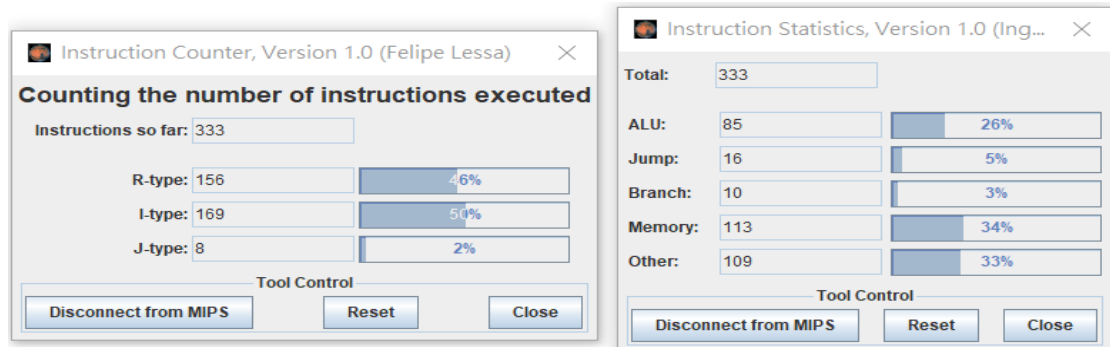 Instruction Counter, Version 1.0 (Felipe Lessa)
Counting the number of instructions executed
Instructions so far: 333
R-type: 156 46%
I-type: 169 50%
J-type: 8 2%
Tool Control
Disconnect from MIPS Reset Close
Instruction Statistics, Version 1.0 (Ing...
Total: 333
ALU: 85 26%
Jump: 16 5%
Branch: 10 3%
Memory: 113 34%
Other: 109 33%
Tool Control
Disconnect from MIPS Reset Close